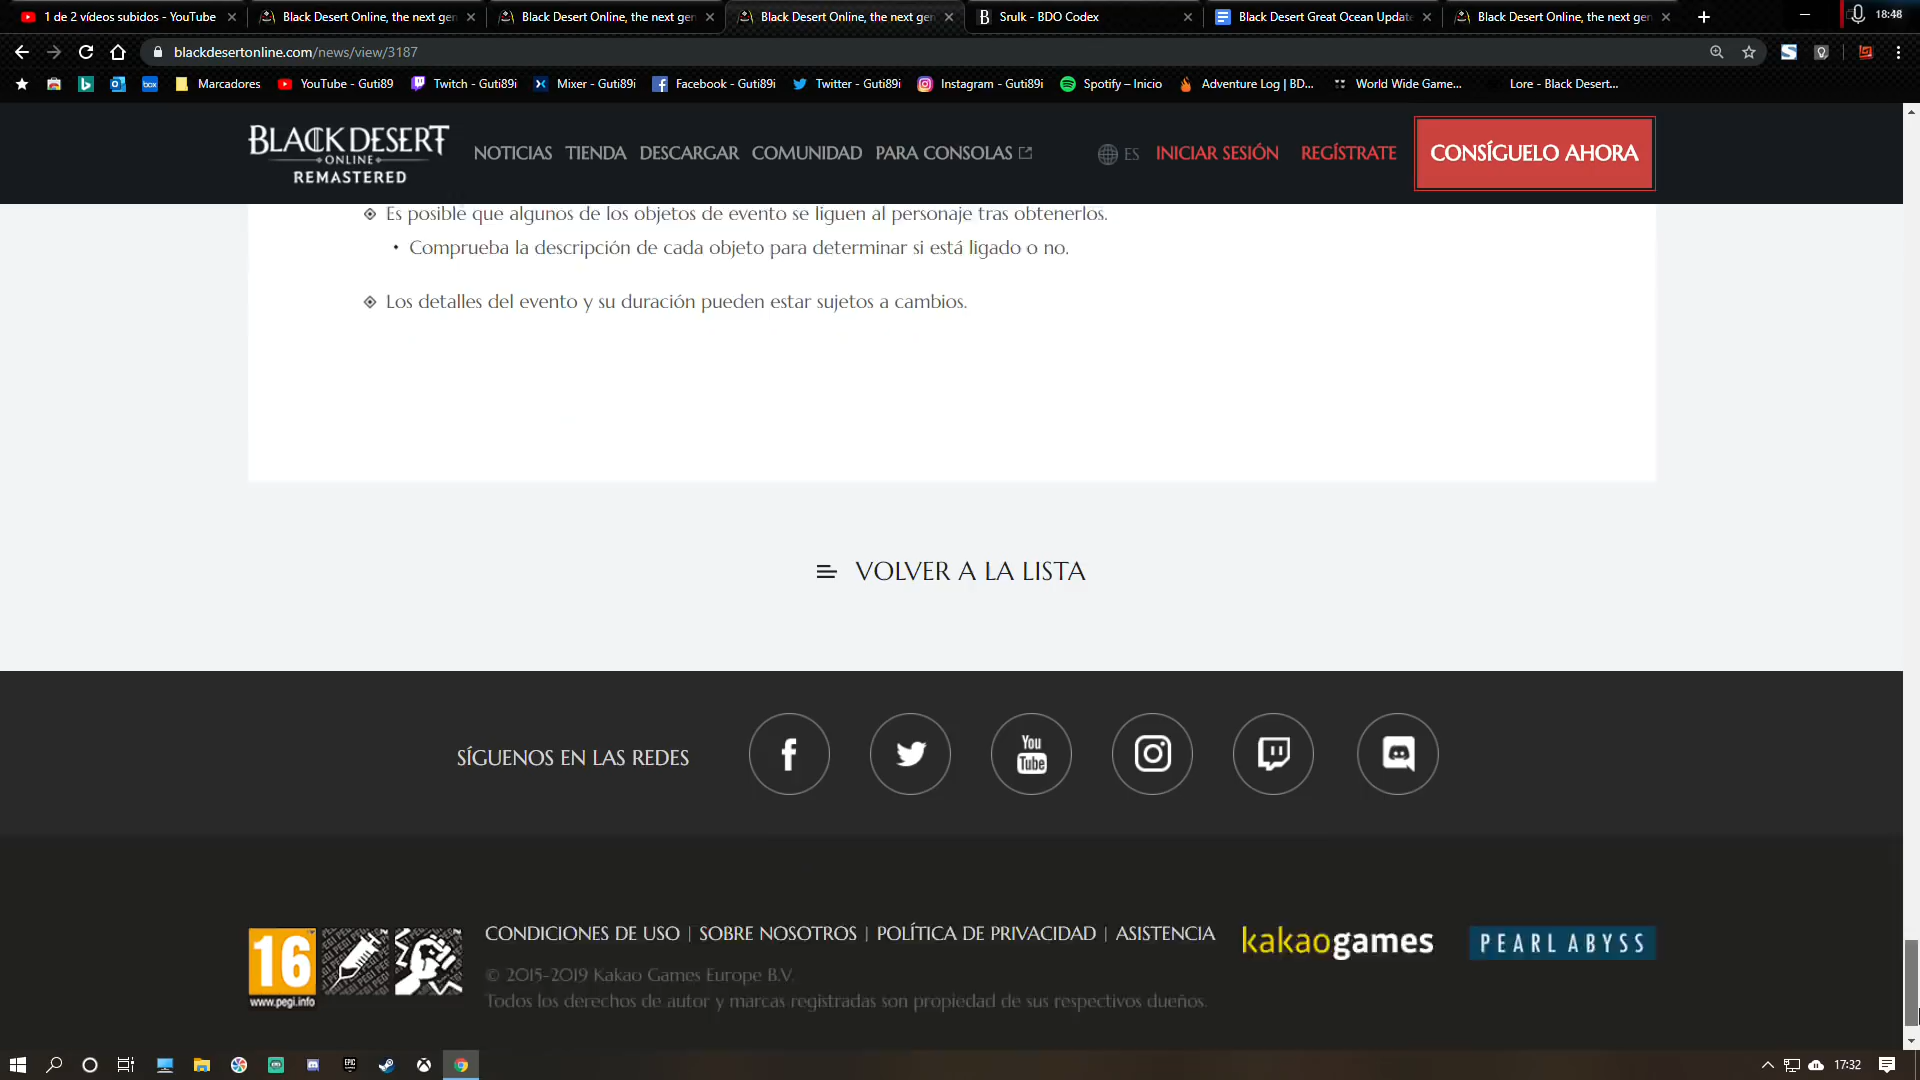 1 de 2 vídeos subidos - YouTube
Black Desert Online, the next gen
Black Desert Online, the next gen
Black Desert Online, the next gen
Srulk - BDO Codex
Black Desert Great Ocean Updat
Black Desert Online, the next gen
18:48
blackdesertonline.com/news/view/3187
Marcadores
YouTube - Guti89i
Twitch - Guti89i
Mixer - Guti89i
Facebook - Guti89i
Twitter - Guti89i
Instagram - Guti89i
Spotify – Inicio
Adventure Log | BD...
World Wide Game...
Lore - Black Desert...
BLACK DESERT
ONLINE
REMASTERED
NOTICIAS TIENDA DESCARGAR COMUNIDAD PARA CONSOLAS
ES INICIAR SESIÓN REGÍSTRATE CONSÍGUELO AHORA
Es posible que algunos de los objetos de evento se liguen al personaje tras obtenerlos.
• Comprueba la descripción de cada objeto para determinar si está ligado o no.
Los detalles del evento y su duración pueden estar sujetos a cambios.
VOLVER A LA LISTA
SÍGUENOS EN LAS REDES
You
Tube
16
www.pegi.info
CONDICIONES DE USO | SOBRE NOSOTROS | POLÍTICA DE PRIVACIDAD | ASISTENCIA
© 2015-2019 Kakao Games Europe B.V.
Todos los derechos de autor y marcas registradas son propiedad de sus respectivos dueños.
kakaogames
PEARL ABYSS
17:32